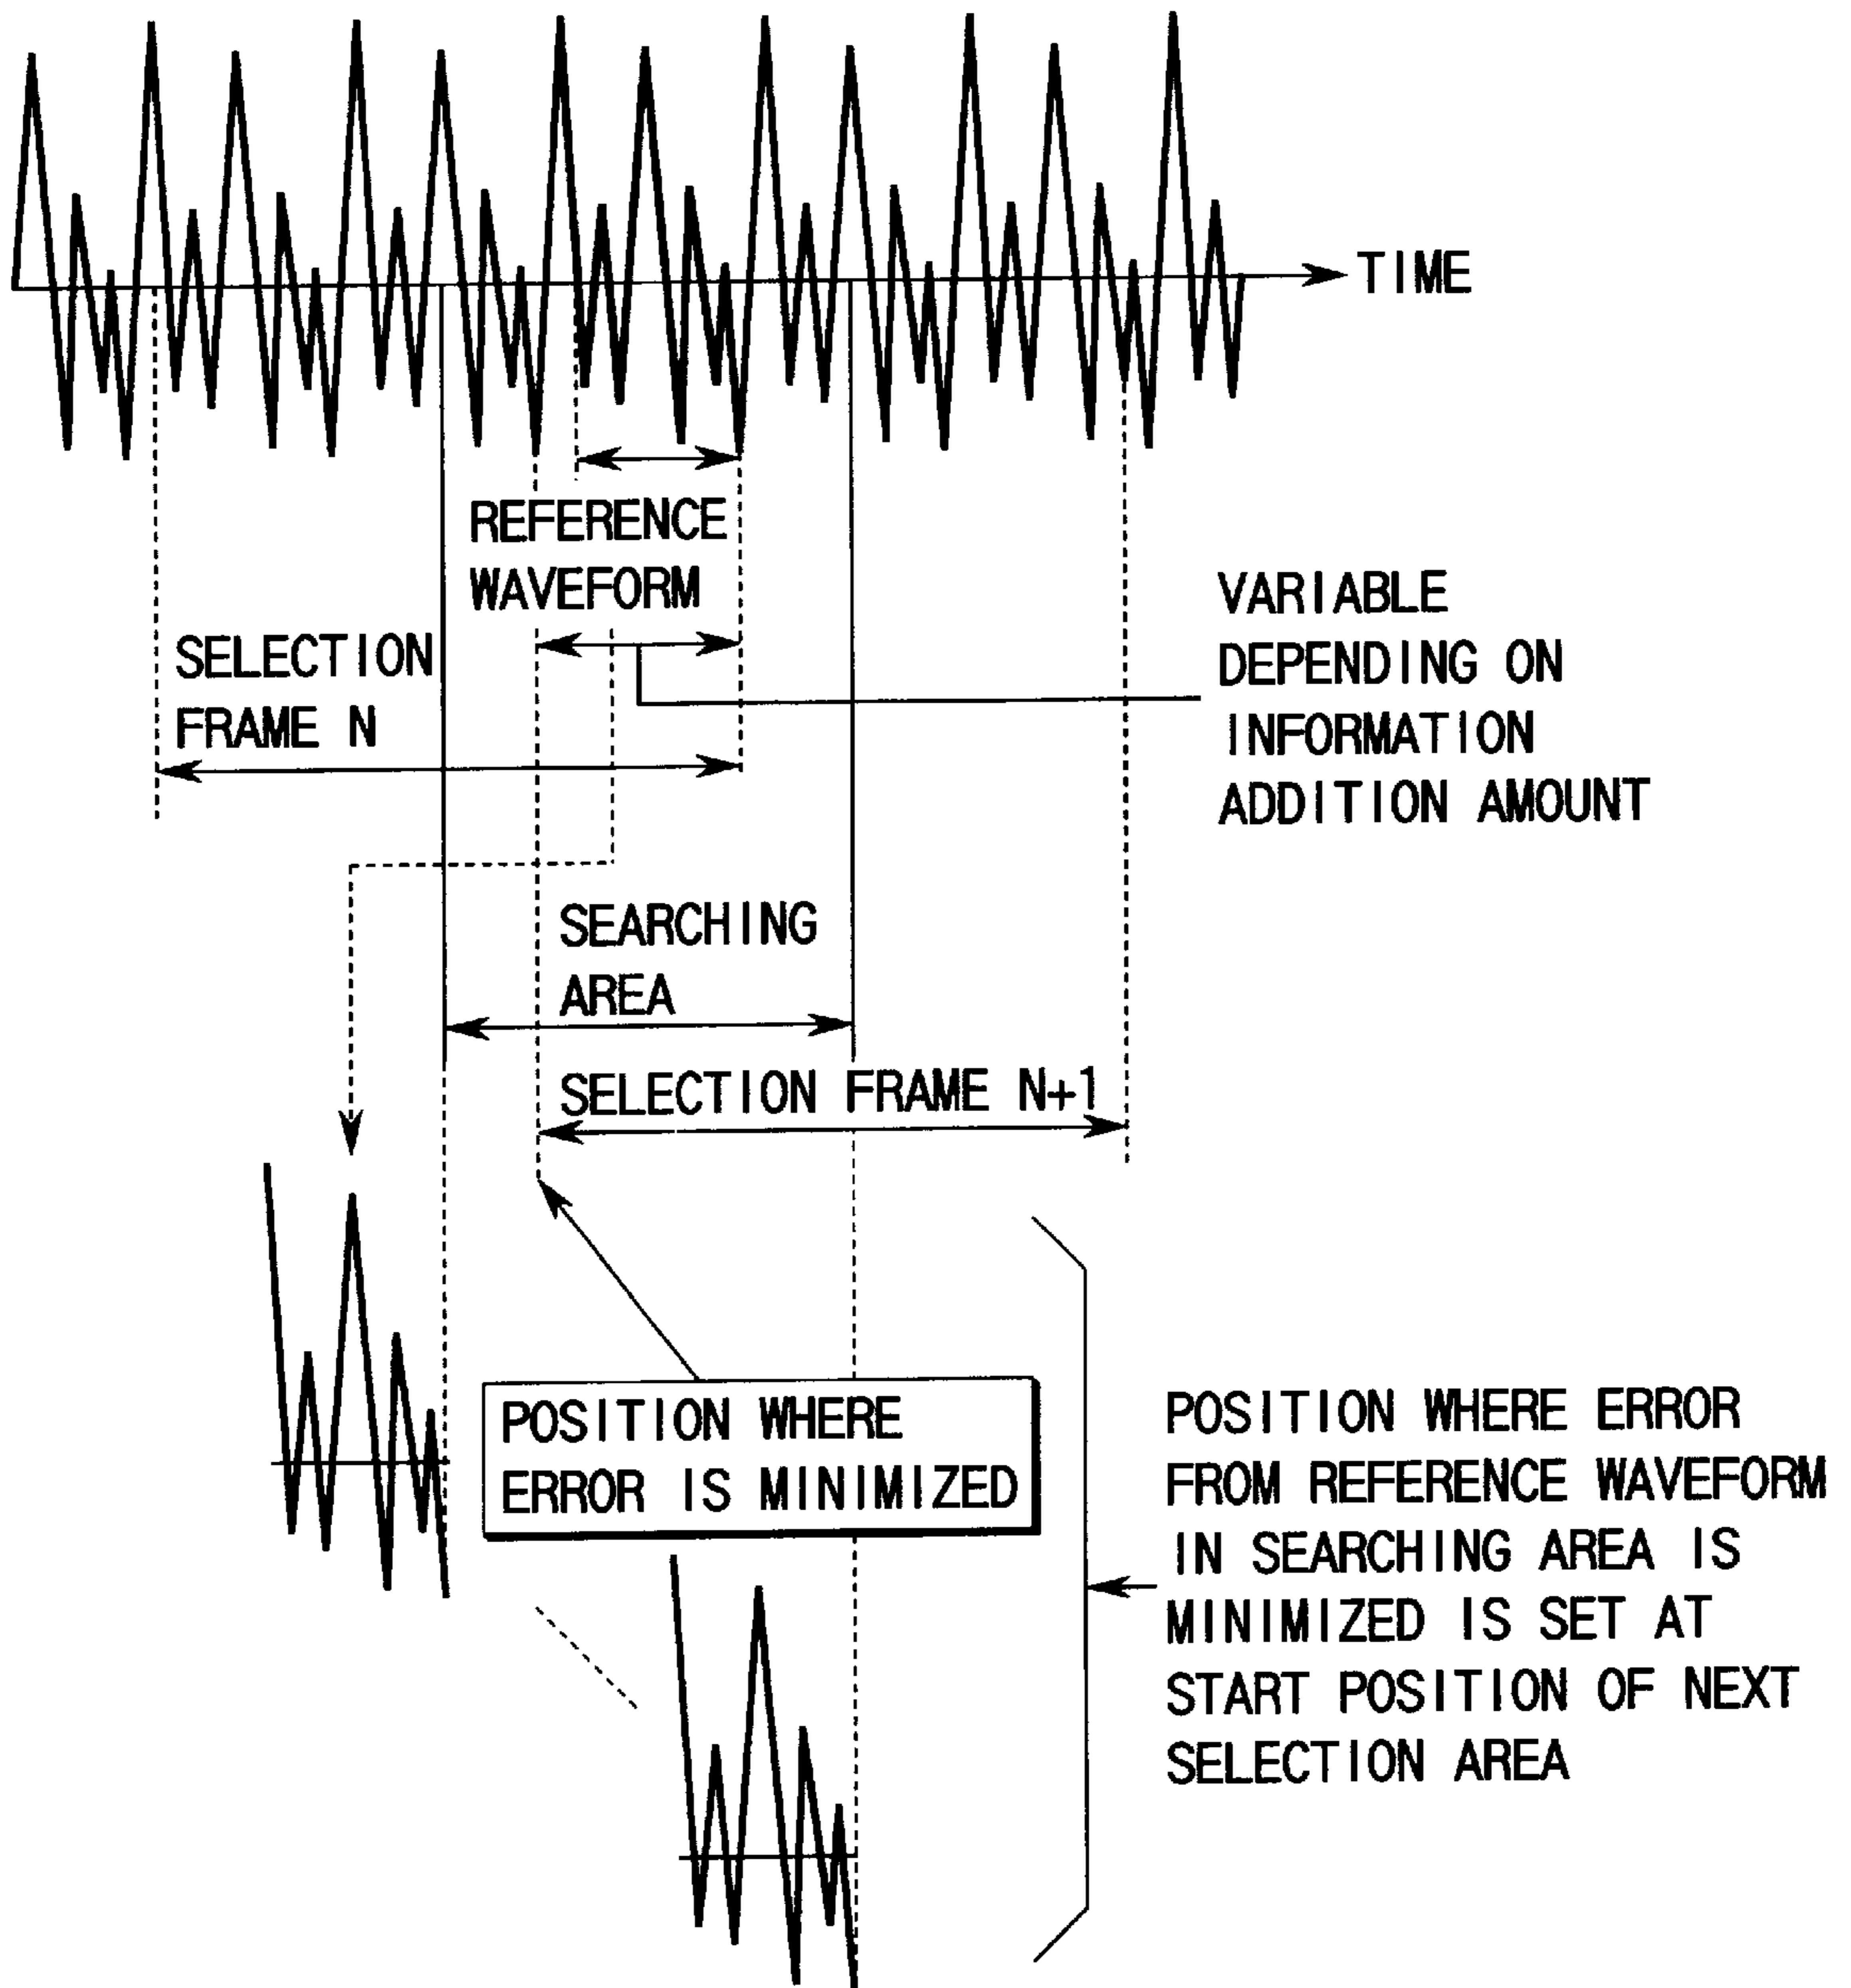 TIME
REFERENCE
WAVEFORM
VARIABLE
DEPENDING ON
INFORMATION
ADDITION AMOUNT
SELECTION
FRAME N
SEARCHING
AREA
SELECTION FRAME N+1
POSITION WHERE
ERROR IS MINIMIZED
POSITION WHERE ERROR
FROM REFERENCE WAVEFORM
IN SEARCHING AREA IS
MINIMIZED IS SET AT
START POSITION OF NEXT
SELECTION AREA